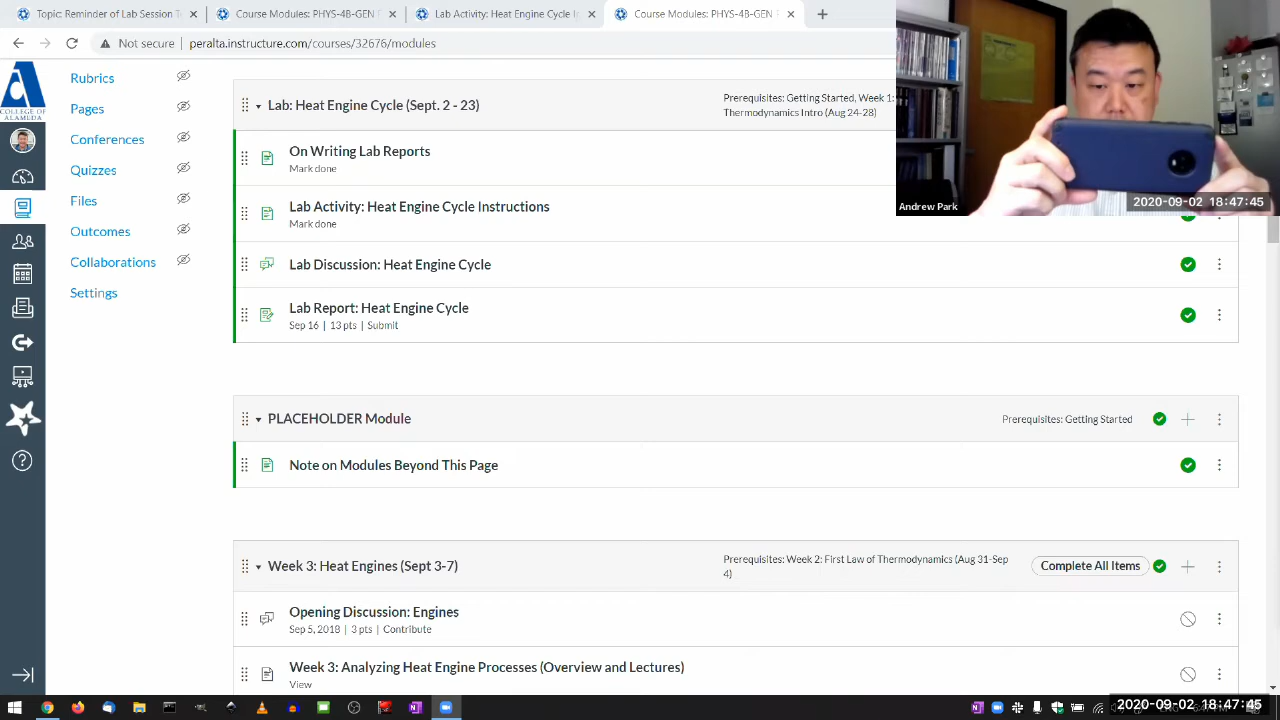 Topic: Reminder of Lab Session T
Course Modules: PHYS-4B-GEN F
Lab Activity: Heat Engine Cycle I
Course Modules: PHYS-4B-GEN
Not secure | peralta.instructure.com/courses/32676/modules
COLLEGE OF
ALAMEDA
Rubrics
Pages
Conferences
Quizzes
Files
Outcomes
Collaborations
Settings
Lab: Heat Engine Cycle (Sept. 2 - 23)
Prerequisites: Getting Started, Week 1:
Thermodynamics Intro (Aug 24-28)
On Writing Lab Reports
Mark done
Lab Activity: Heat Engine Cycle Instructions
Mark done
Lab Discussion: Heat Engine Cycle
Lab Report: Heat Engine Cycle
Sep 16 | 13 pts | Submit
PLACEHOLDER Module
Prerequisites: Getting Started
Note on Modules Beyond This Page
Week 3: Heat Engines (Sept 3-7)
Prerequisites: Week 2: First Law of Thermodynamics (Aug 31-Sep
4)
Complete All Items
Opening Discussion: Engines
Sep 5, 2018 | 3 pts | Contribute
Week 3: Analyzing Heat Engine Processes (Overview and Lectures)
View
Andrew Park
2020-09-02 18:47:45
2020-09-02 18:47:45